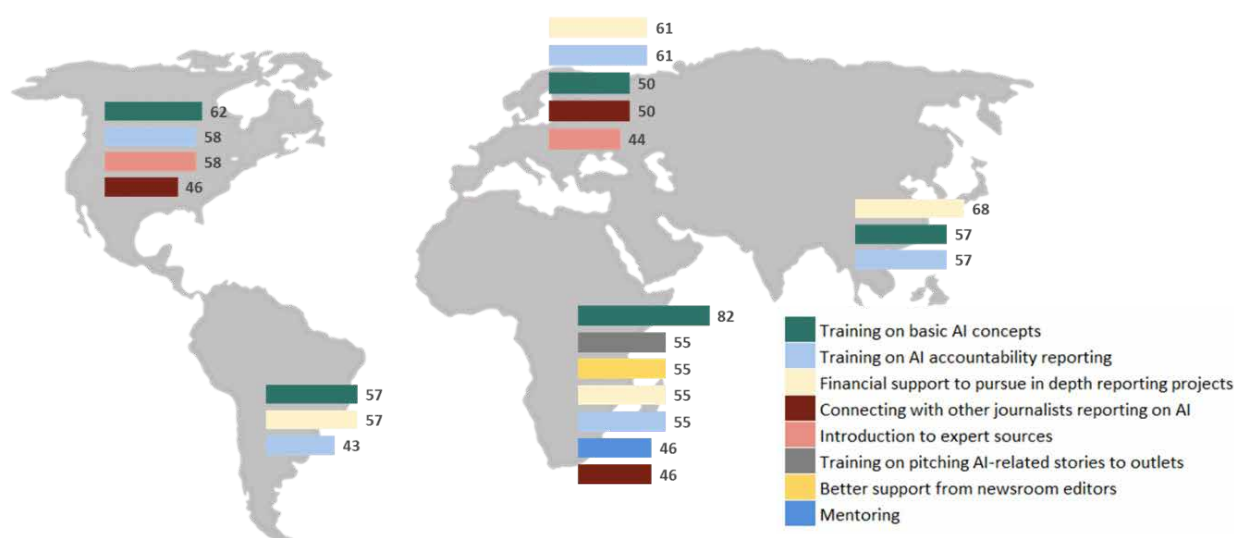 61
61
50
50
44
62
58
58
46
68
57
57
82
55
55
55
55
46
46
57
57
43
Training on basic AI concepts
Training on AI accountability reporting
Financial support to pursue in depth reporting projects
Connecting with other journalists reporting on AI
Introduction to expert sources
Training on pitching AI-related stories to outlets
Better support from newsroom editors
Mentoring